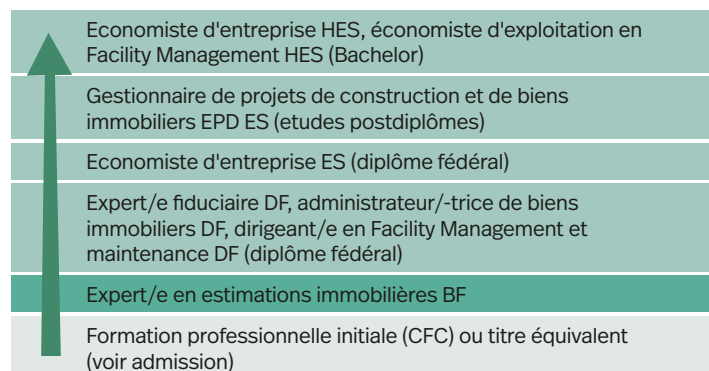 Economiste d'entreprise HES, économiste d'exploitation en
Facility Management HES (Bachelor)
Gestionnaire de projets de construction et de biens
immobiliers EPD ES (etudes postdiplômes)
Economiste d'entreprise ES (diplôme fédéral)
Expert/e fiduciaire DF, administrateur/-trice de biens
immobiliers DF, dirigeant/e en Facility Management et
maintenance DF (diplôme fédéral)
Expert/e en estimations immobilières BF
Formation professionnelle initiale (CFC) ou titre équivalent
(voir admission)